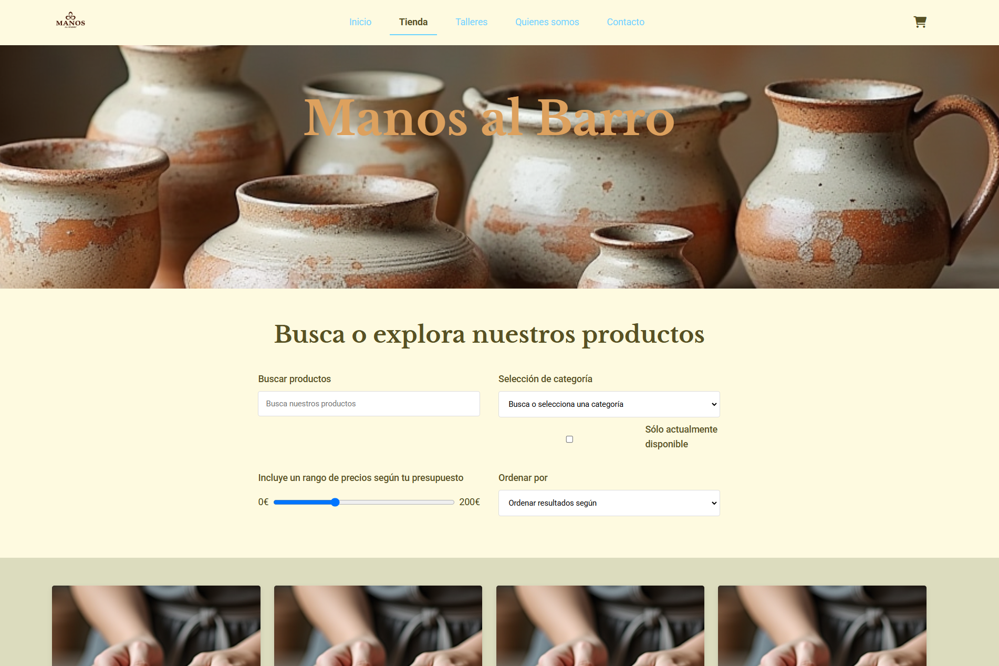 MANOS
AL BARRO
Inicio
Tienda
Talleres
Quienes somos
Contacto
Manos al Barro
Busca o explora nuestros productos
Buscar productos
Selección de categoría
Busca nuestros productos
Busca o selecciona una categoría
Sólo actualmente
disponible
Incluye un rango de precios según tu presupuesto
Ordenar por
0€
200€
Ordenar resultados según